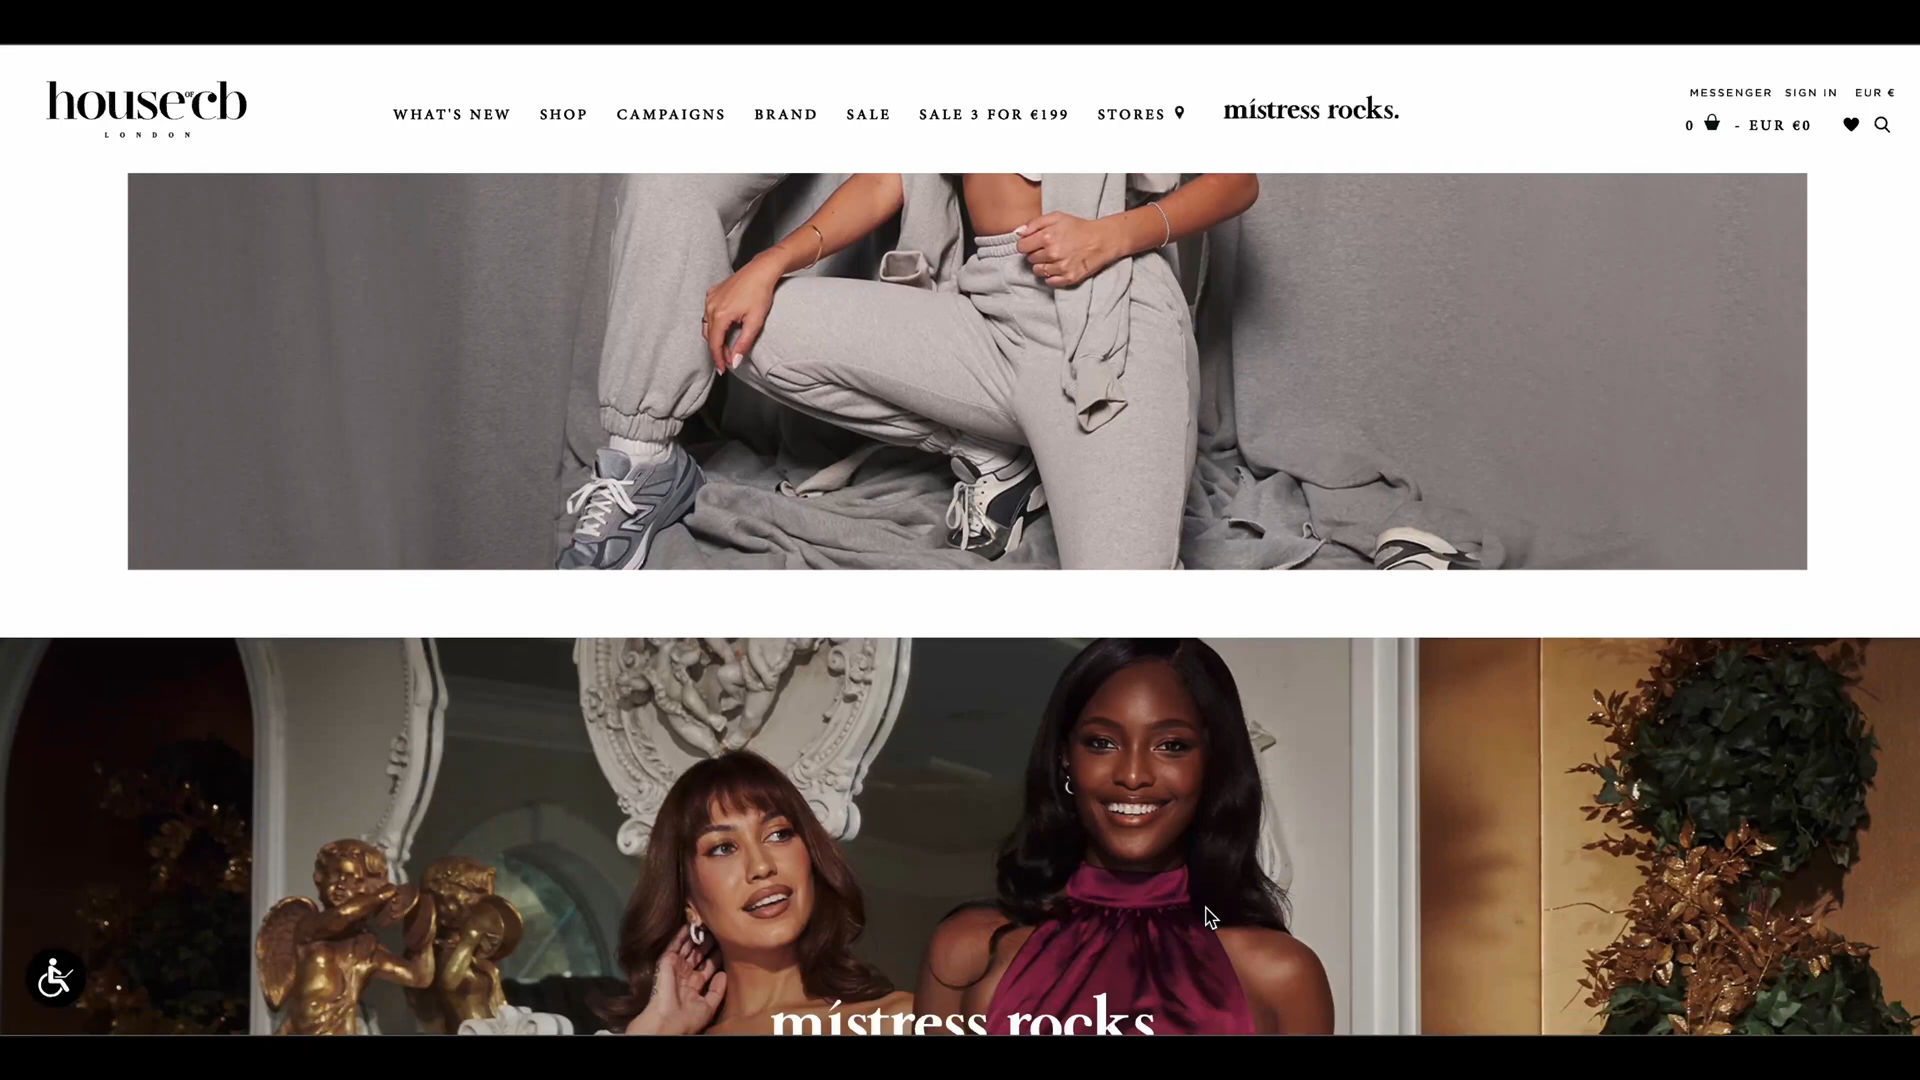 house of cb
LONDON
WHAT'S NEW SHOP CAMPAIGNS BRAND SALE SALE 3 FOR €199 STORES místress rocks.
MESSENGER SIGN IN EUR €
0 - EUR €0
N
místress rocks